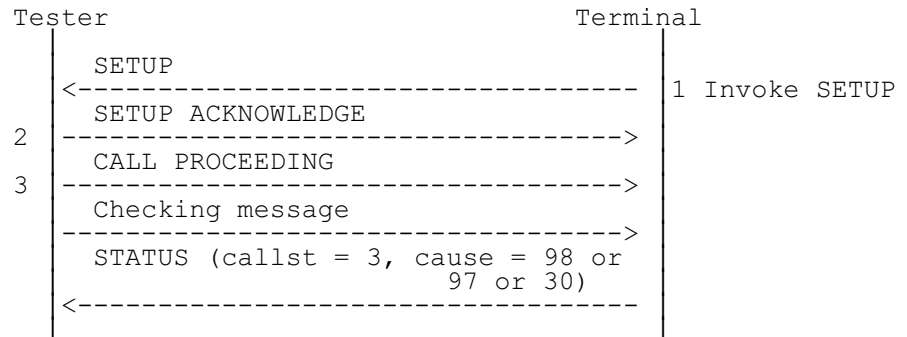 Tester Terminal
SETUP
<----------------------------------- 1 Invoke SETUP
SETUP ACKNOWLEDGE
2 ----------------------------------->
CALL PROCEEDING
3 ----------------------------------->
Checking message
----------------------------------->
STATUS (callst = 3, cause = 98 or
97 or 30)
<-----------------------------------